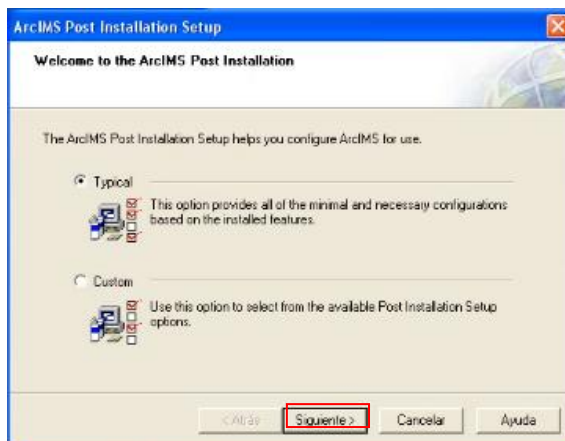 ArcIMS Post Installation Setup
Welcome to the ArcIMS Post Installation
The ArcIMS Post Installation Setup helps you configure ArcIMS for use.
Typical
This option provides all of the minimal and necessary configurations
based on the installed features.
Custom
Use this option to select from the available Post Installation Setup
options.
< Atrás Siguiente > Cancelar Ayuda